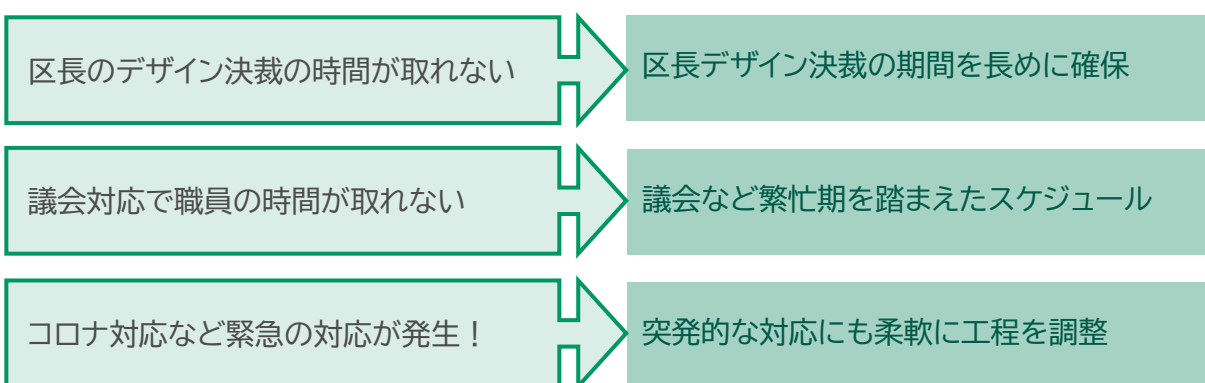 区長のデザイン決裁の時間が取れない
区長デザイン決裁の期間を長めに確保
議会対応で職員の時間が取れない
議会など繁忙期を踏まえたスケジュール
コロナ対応など緊急の対応が発生！
突発的な対応にも柔軟に工程を調整